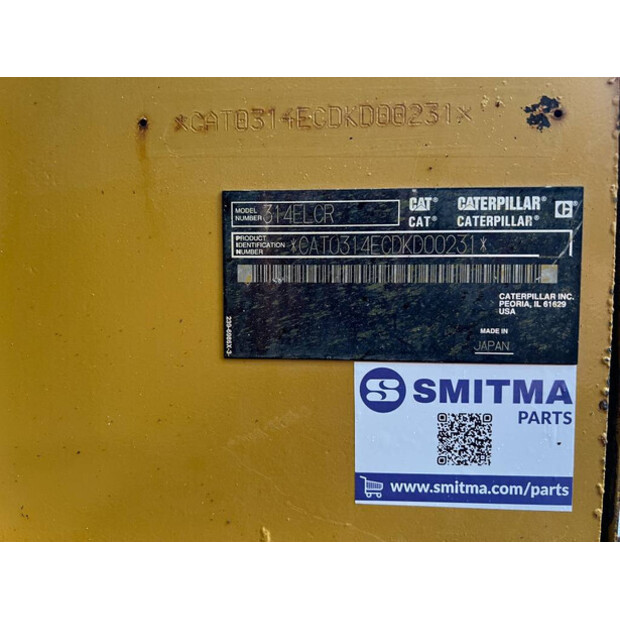 *CAT0314ECDKD00231*
MODEL NUMBER 314ELCR
CAT CATERPILLAR
CAT® CATERPILLAR®
PRODUCT IDENTIFICATION NUMBER *CAT0314ECDKD00231*
CATERPILLAR INC.
PEORIA, IL 61629
USA
MADE IN
JAPAN
S SMITMA
PARTS
www.smitma.com/parts